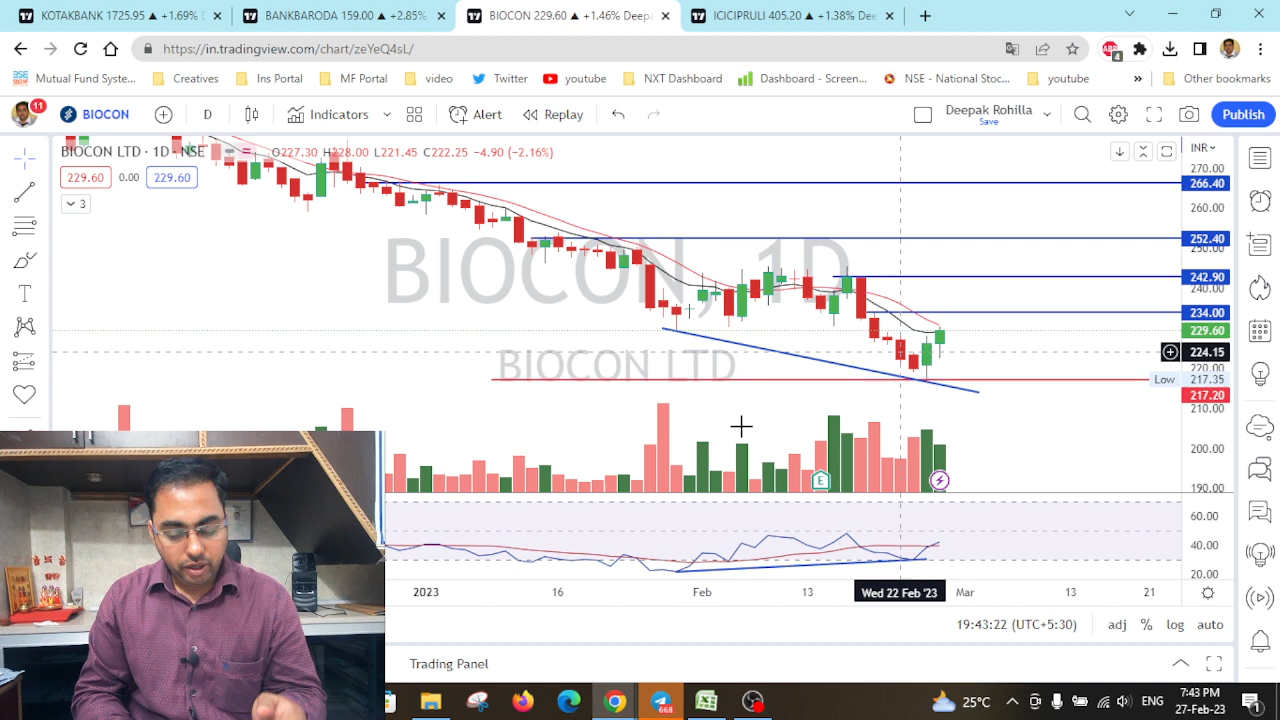 KOTAKBANK 1725.95 ▲ +1.69% D
BANKBARODA 159.00 ▲ +2.85%
BIOCON 229.60 ▲ +1.46% Deepa
ICICIPRULI 405.20 ▲ +1.38% Dee
https://in.tradingview.com/chart/zeYeQ4sL/
4
Mutual Fund Syste...
Creatives
Ins Portal
MF Portal
video
Twitter
youtube
NXT Dashboard
Dashboard - Screen...
NSE - National Stoc...
youtube
»
Other bookmarks
11
BIOCON
D
Indicators
Alert
Replay
Deepak Rohilla
Save
Publish
BIOCON LTD · 1D · NSE
O227.30 H228.00 L221.45 C222.25 -4.90 (-2.16%)
INR
229.60
0.00
229.60
3
270.00
266.40
260.00
252.40
250.00
242.90
240.00
234.00
229.60
224.15
220.00
Low 217.35
217.20
210.00
200.00
190.00
BIOCON, 1D
BIOCON LTD
E
60.00
40.00
20.00
2023
16
Feb
13
Wed 22 Feb '23
Mar
13
21
19:43:22 (UTC+5:30)
adj
%
log
auto
Trading Panel
668
25°C
ENG
7:43 PM
27-Feb-23
1